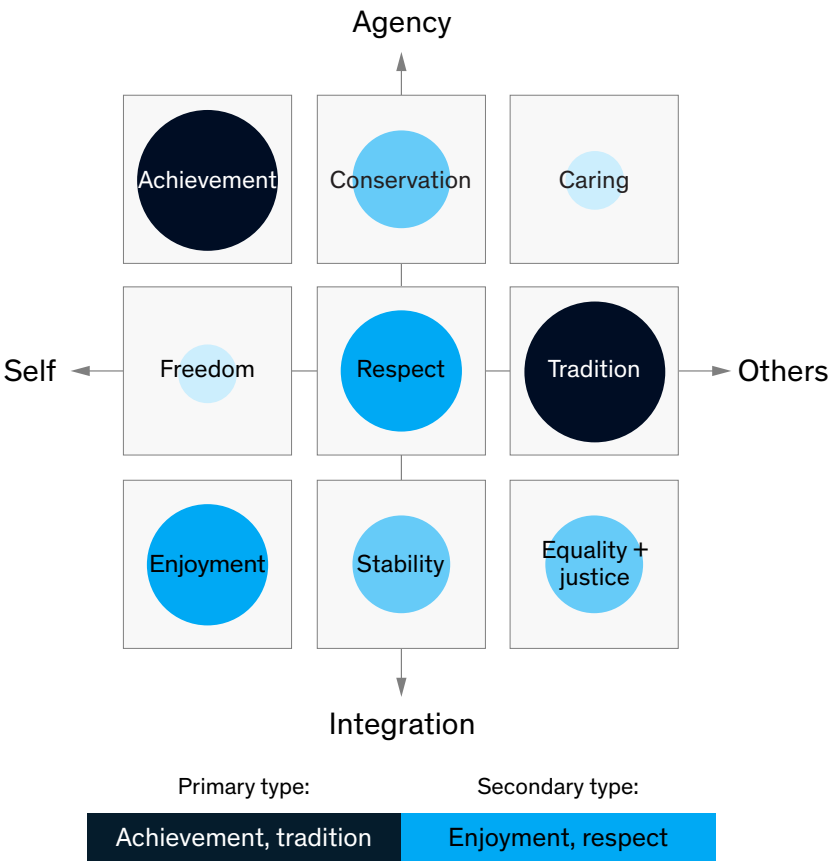 Agency
Achievement
Conservation
Caring
Self
Freedom
Respect
Tradition
Others
Enjoyment
Stability
Equality +
justice
Integration
Primary type:
Secondary type:
Achievement, tradition
Enjoyment, respect